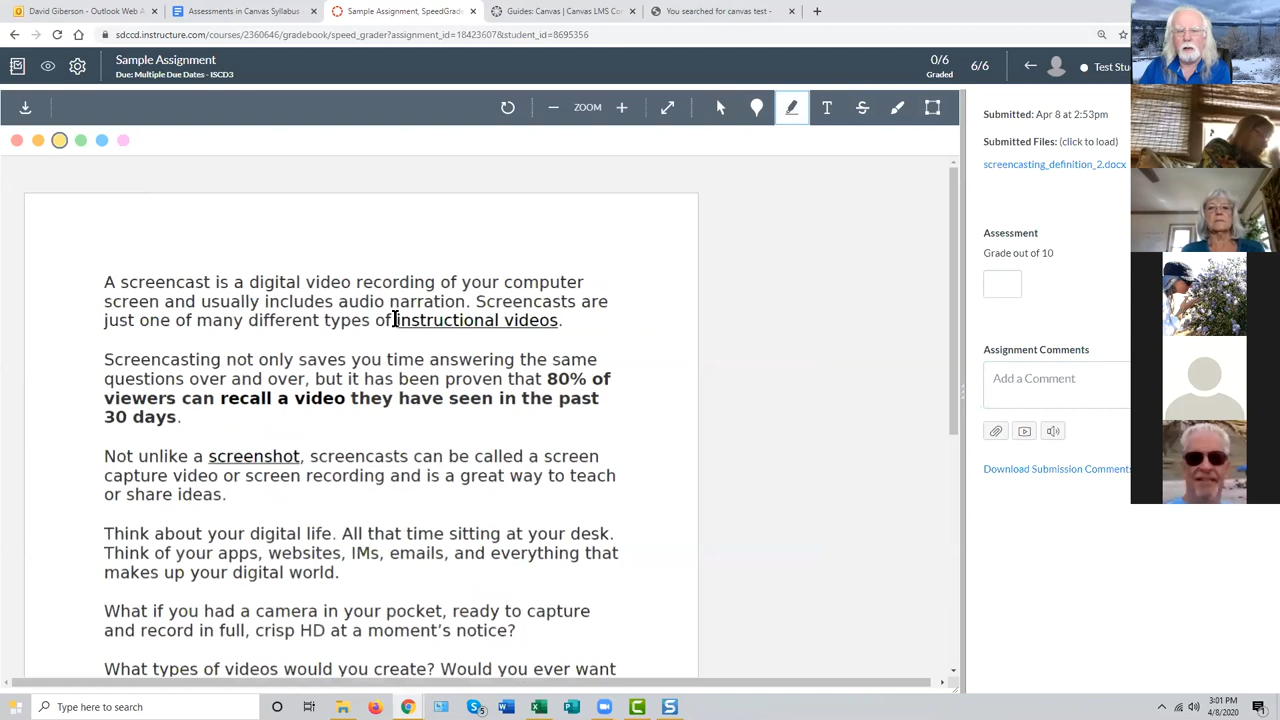 David Giberson - Outlook Web A
Assessments in Canvas Syllabus
Sample Assignment, SpeedGrade
Guides: Canvas | Canvas LMS Co
You searched for canvas test -
sdccd.instructure.com/courses/2360646/gradebook/speed_grader?assignment_id=18423607&student_id=8695356
Sample Assignment
Due: Multiple Due Dates - ISCD3
0/6
Graded
6/6
Test Stu
ZOOM
Submitted: Apr 8 at 2:53pm
Submitted Files: (click to load)
screencasting_definition_2.docx
Assessment
Grade out of 10
Assignment Comments
Add a Comment
Download Submission Comments
A screencast is a digital video recording of your computer
screen and usually includes audio narration. Screencasts are
just one of many different types of instructional videos.
Screencasting not only saves you time answering the same
questions over and over, but it has been proven that 80% of
viewers can recall a video they have seen in the past
30 days.
Not unlike a screenshot, screencasts can be called a screen
capture video or screen recording and is a great way to teach
or share ideas.
Think about your digital life. All that time sitting at your desk.
Think of your apps, websites, IMs, emails, and everything that
makes up your digital world.
What if you had a camera in your pocket, ready to capture
and record in full, crisp HD at a moment’s notice?
What types of videos would you create? Would you ever want
Type here to search
3:01 PM
4/8/2020